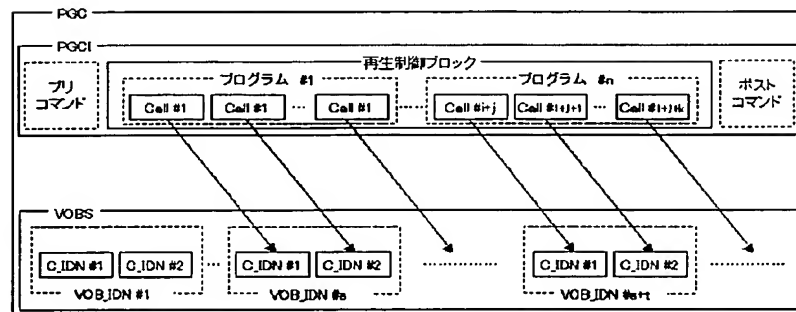 PGC
PGCI
再生制御ブロック
プリ
コマンド
プログラム #1
プログラム #n
ポスト
コマンド
Cell #1 Cell #1 … Cell #1 …… Cell #i+j Cell #i+j+1 … Cell #i+j+k
VOBS
C_IDN #1 C_IDN #2 … C_IDN #1 C_IDN #2 ………… C_IDN #1 C_IDN #2 …………
VOB_IDN #1 VOB_IDN #s VOB_IDN #s+t